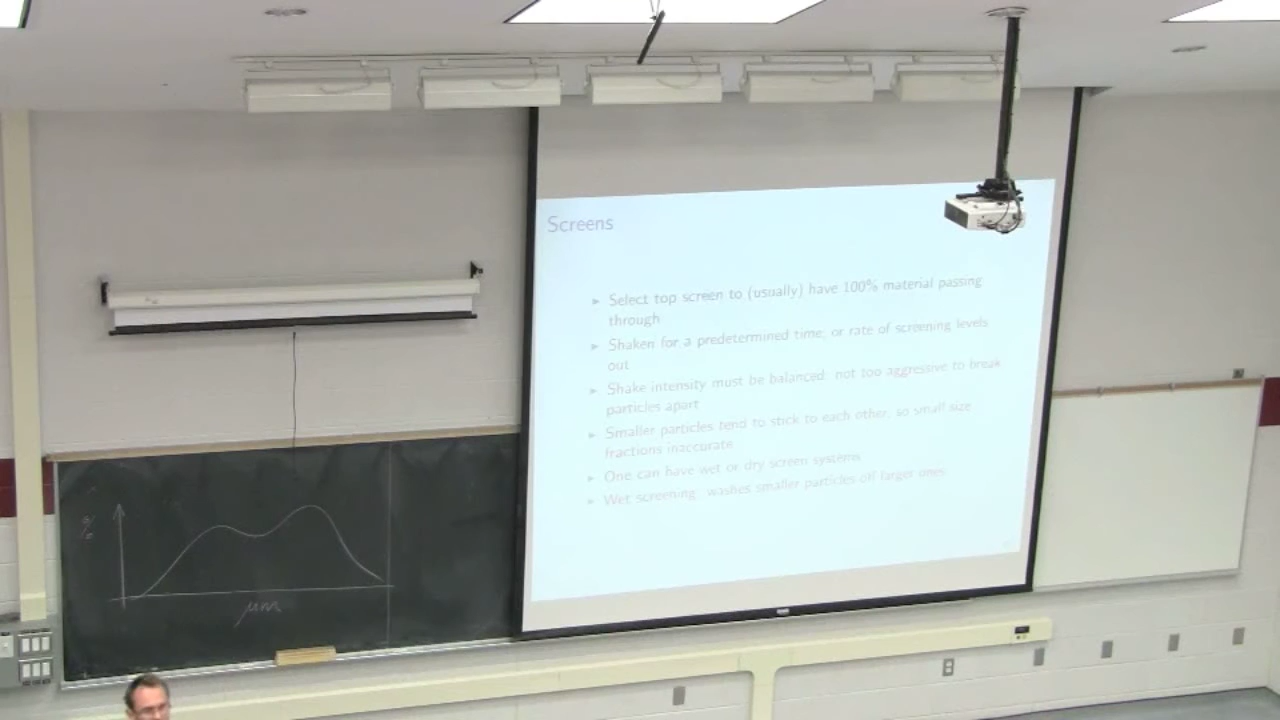 Screens
▸ Select top screen to (usually) have 100% material passing
through
▸ Shaken for a predetermined time, or rate of screening levels
out
▸ Shake intensity must be balanced: not too aggressive to break
particles apart
▸ Smaller particles tend to stick to each other, so small size
fractions inaccurate
▸ One can have wet or dry screen systems
▸ Wet screening: washes smaller particles off larger ones
%
μm